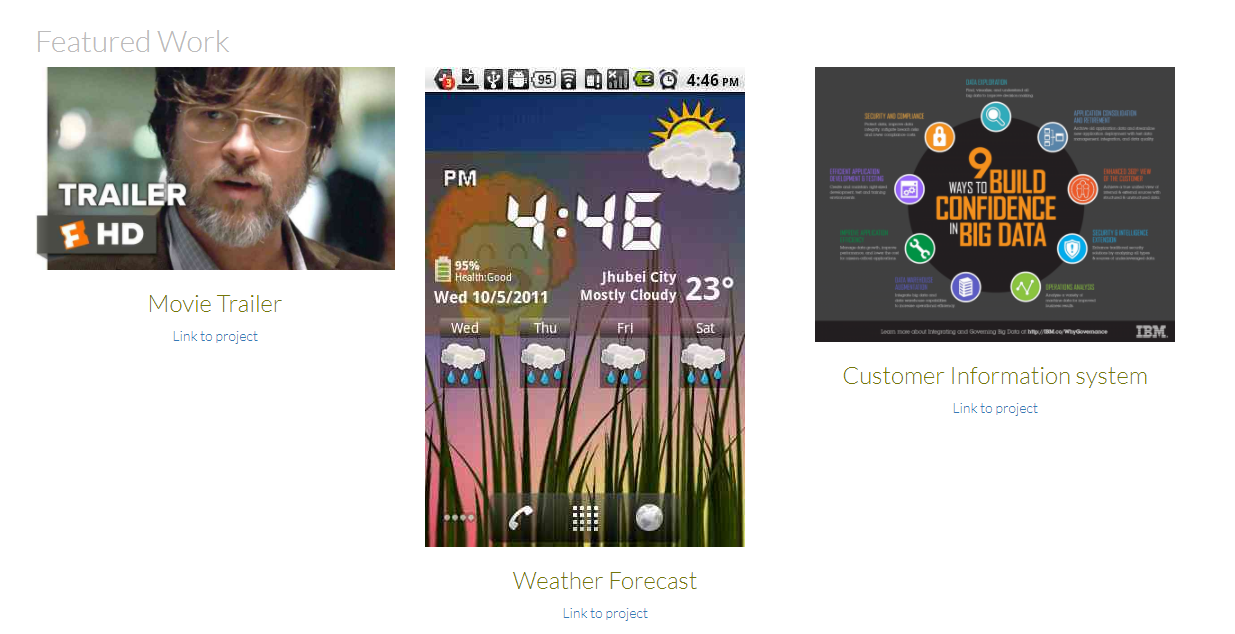 Featured Work
TRAILER
HD
Movie Trailer
Link to project
95
4:46 PM
PM
4:46
95%
Health:Good
Wed 10/5/2011
Jhubei City
Mostly Cloudy
23°
Wed Thu Fri Sat
Weather Forecast
Link to project
DATA EXPLORATION
SECURITY AND COMPLIANCE
APPLICATION CONSOLIDATION
AND RETIREMENT
EFFICIENT APPLICATION
DEVELOPMENT & TESTING
ENHANCED 360° VIEW
OF THE CUSTOMER
9
WAYS TO BUILD
CONFIDENCE
IN BIG DATA
SECURITY & INTELLIGENCE
EXTENSION
OPERATIONS ANALYSIS
Learn more about Integrating and Governing Big Data at http://IBM.co/WhyGovernance
IBM
Customer Information system
Link to project